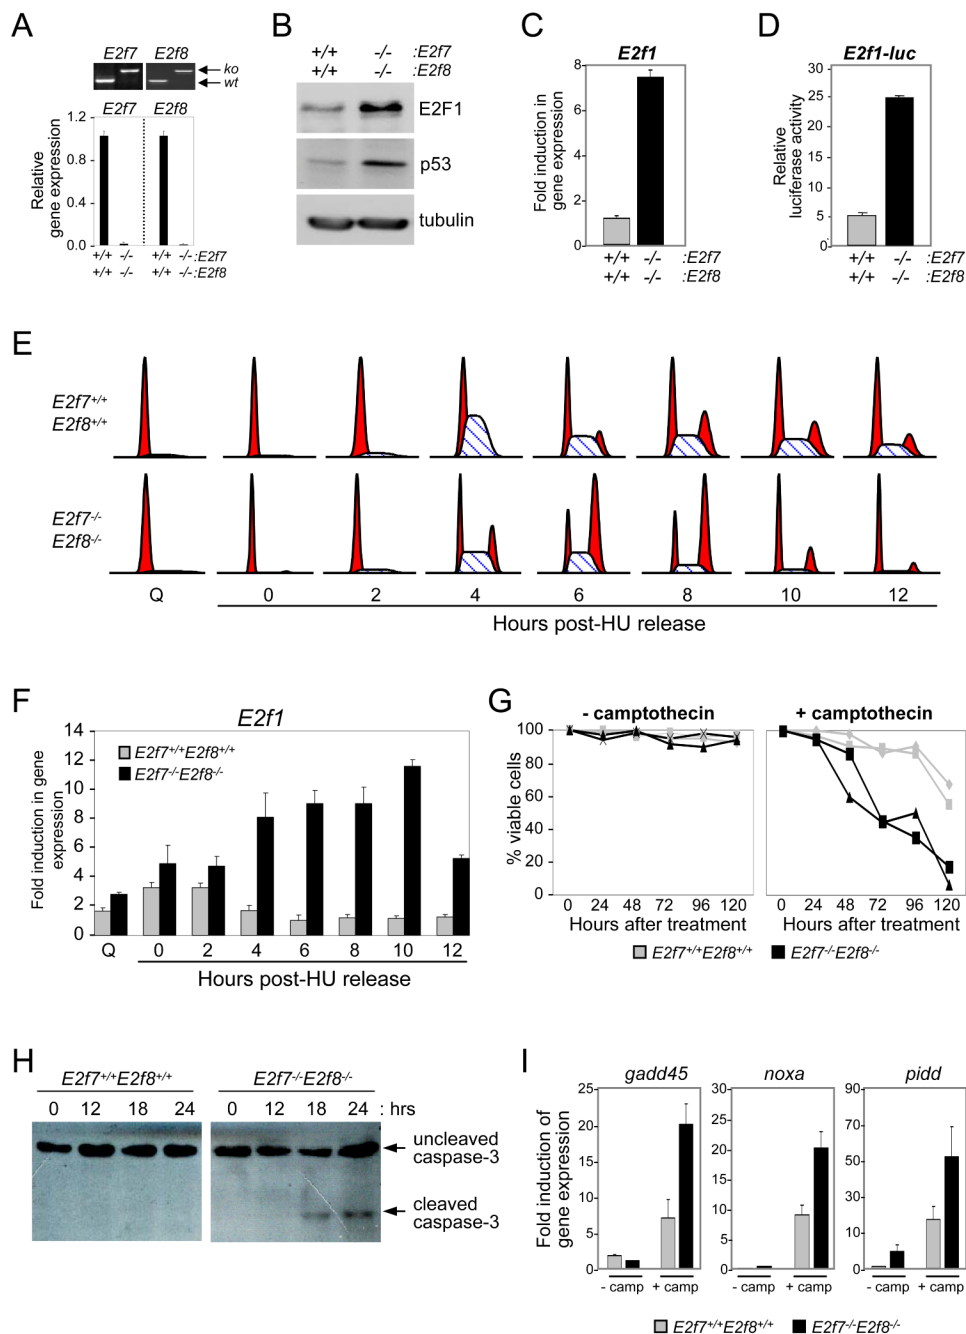 A
E2f7 E2f8
ko
wt
E2f7 E2f8
Relative
gene expression
1.2
0.8
0.4
0.0
+/+ -/- +/+ -/- :E2f7
+/+ -/- +/+ -/- :E2f8
B
+/+ -/- :E2f7
+/+ -/- :E2f8
E2F1
p53
tubulin
C
E2f1
Fold induction in
gene expression
8
6
4
2
0
+/+ -/- :E2f7
+/+ -/- :E2f8
D
E2f1-luc
Relative
luciferase activity
30
25
20
15
10
5
0
+/+ -/- :E2f7
+/+ -/- :E2f8
E
E2f7+/+
E2f8+/+
E2f7-/-
E2f8-/-
Q 0 2 4 6 8 10 12
Hours post-HU release
F
E2f1
Fold induction in gene
expression
14
12
10
8
6
4
2
0
E2f7+/+E2f8+/+
E2f7-/-E2f8-/-
Q 0 2 4 6 8 10 12
Hours post-HU release
G
- camptothecin + camptothecin
% viable cells
100
80
60
40
20
0
0 24 48 72 96 120
Hours after treatment
100
80
60
40
20
0
0 24 48 72 96 120
Hours after treatment
E2f7+/+E2f8+/+ E2f7-/-E2f8-/-
H
E2f7+/+E2f8+/+ E2f7-/-E2f8-/-
0 12 18 24 0 12 18 24 : hrs
uncleaved
caspase-3
cleaved
caspase-3
I
gadd45 noxa pidd
Fold induction of
gene expression
25
20
15
10
5
0
- camp + camp
30
25
20
15
10
5
0
- camp + camp
90
70
50
30
10
0
- camp + camp
E2f7+/+E2f8+/+ E2f7-/-E2f8-/-